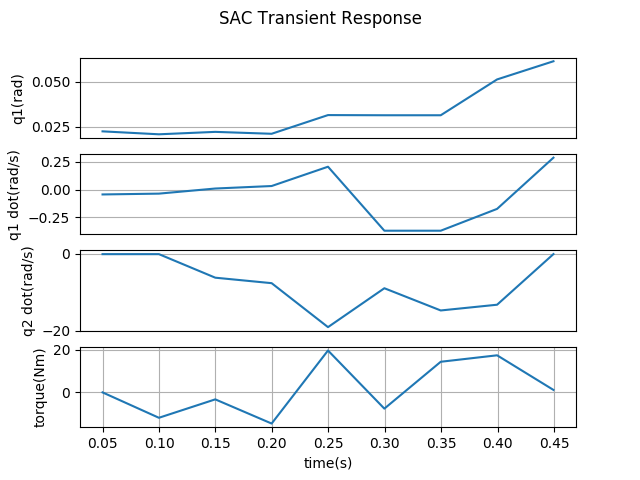 SAC Transient Response
0.050
0.025
q1(rad)
0.25
0.00
−0.25
q1 dot(rad/s)
0
−20
q2 dot(rad/s)
20
0
torque(Nm)
0.05 0.10 0.15 0.20 0.25 0.30 0.35 0.40 0.45
time(s)